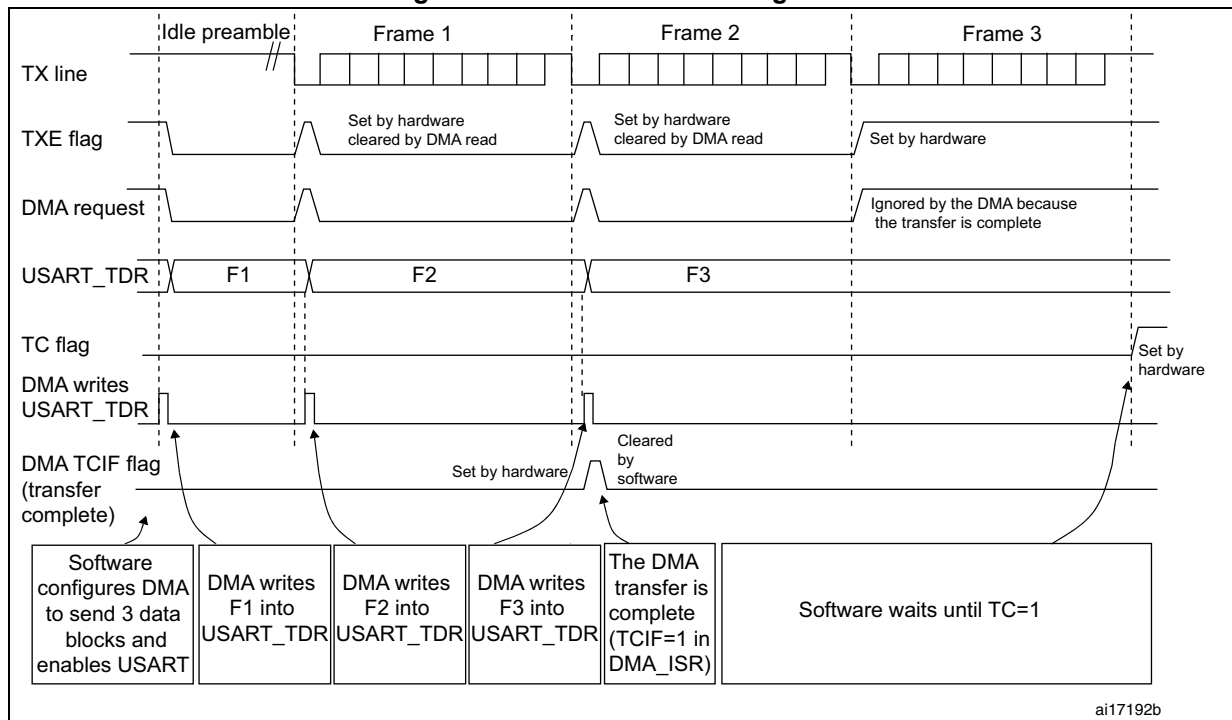 Idle preamble
Frame 1
Frame 2
Frame 3
TX line
TXE flag
Set by hardware
cleared by DMA read
Set by hardware
cleared by DMA read
Set by hardware
DMA request
Ignored by the DMA because
the transfer is complete
USART_TDR
F1
F2
F3
TC flag
Set by
hardware
DMA writes
USART_TDR
DMA TCIF flag
(transfer
complete)
Set by hardware
Cleared
by
software
Software
configures DMA
to send 3 data
blocks and
enables USART
DMA writes
F1 into
USART_TDR
DMA writes
F2 into
USART_TDR
DMA writes
F3 into
USART_TDR
The DMA
transfer is
complete
(TCIF=1 in
DMA_ISR)
Software waits until TC=1
ai17192b